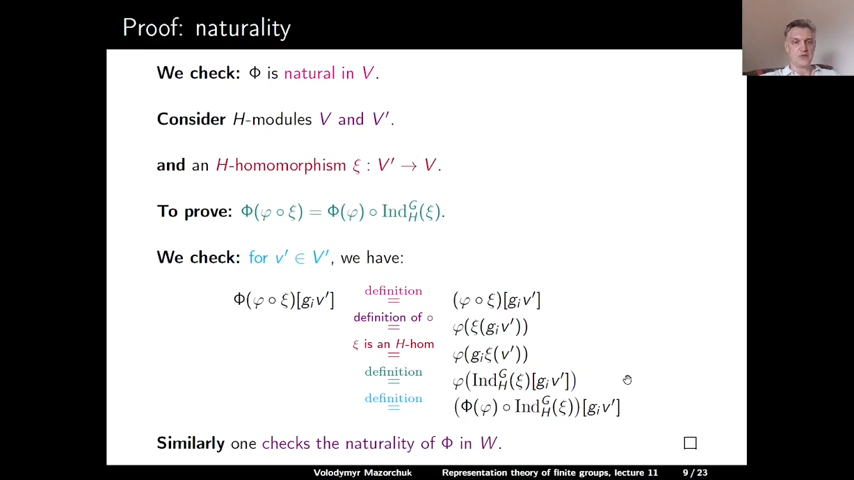 Proof: naturality
We check: Φ is natural in V.
Consider H-modules V and V′.
and an H-homomorphism ξ : V′ → V.
To prove: Φ(φ ∘ ξ) = Φ(φ) ∘ Ind_H^G(ξ).
We check: for v′ ∈ V′, we have:
Φ(φ ∘ ξ)[g_i v′] definition = (φ ∘ ξ)[g_i v′]
definition of ∘ = φ(ξ(g_i v′))
ξ is an H-hom = φ(g_i ξ(v′))
definition = φ(Ind_H^G(ξ)[g_i v′])
definition = (Φ(φ) ∘ Ind_H^G(ξ))[g_i v′]
Similarly one checks the naturality of Φ in W. □
Volodymyr Mazorchuk Representation theory of finite groups, lecture 11 9 / 23